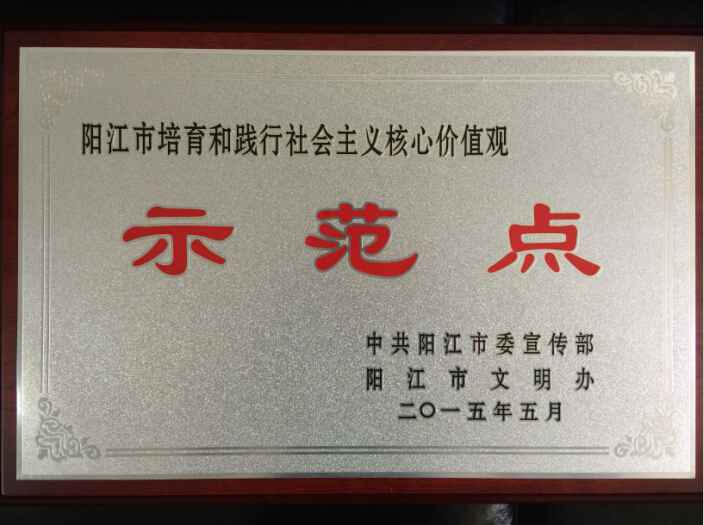 阳江市培育和践行社会主义核心价值观
示范点
中共阳江市委宣传部
阳江市文明办
二〇一五年五月